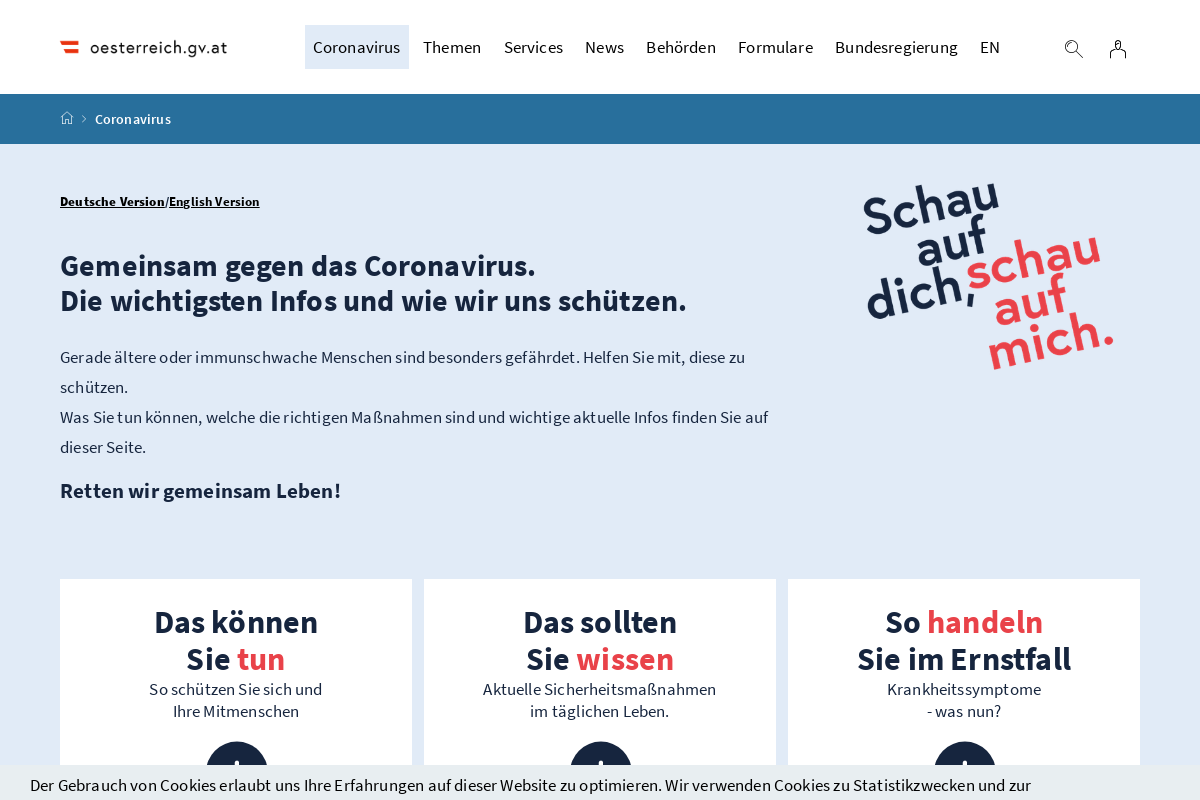 oesterreich.gv.at
Coronavirus Themen Services News Behörden Formulare Bundesregierung EN
Coronavirus
Deutsche Version/English Version
Gemeinsam gegen das Coronavirus.
Die wichtigsten Infos und wie wir uns schützen.
Gerade ältere oder immunschwache Menschen sind besonders gefährdet. Helfen Sie mit, diese zu
schützen.
Was Sie tun können, welche die richtigen Maßnahmen sind und wichtige aktuelle Infos finden Sie auf
dieser Seite.
Retten wir gemeinsam Leben!
Schau
auf
dich, schau
auf
mich.
Das können
Sie tun
So schützen Sie sich und
Ihre Mitmenschen
Das sollten
Sie wissen
Aktuelle Sicherheitsmaßnahmen
im täglichen Leben.
So handeln
Sie im Ernstfall
Krankheitssymptome
- was nun?
Der Gebrauch von Cookies erlaubt uns Ihre Erfahrungen auf dieser Website zu optimieren. Wir verwenden Cookies zu Statistikzwecken und zur